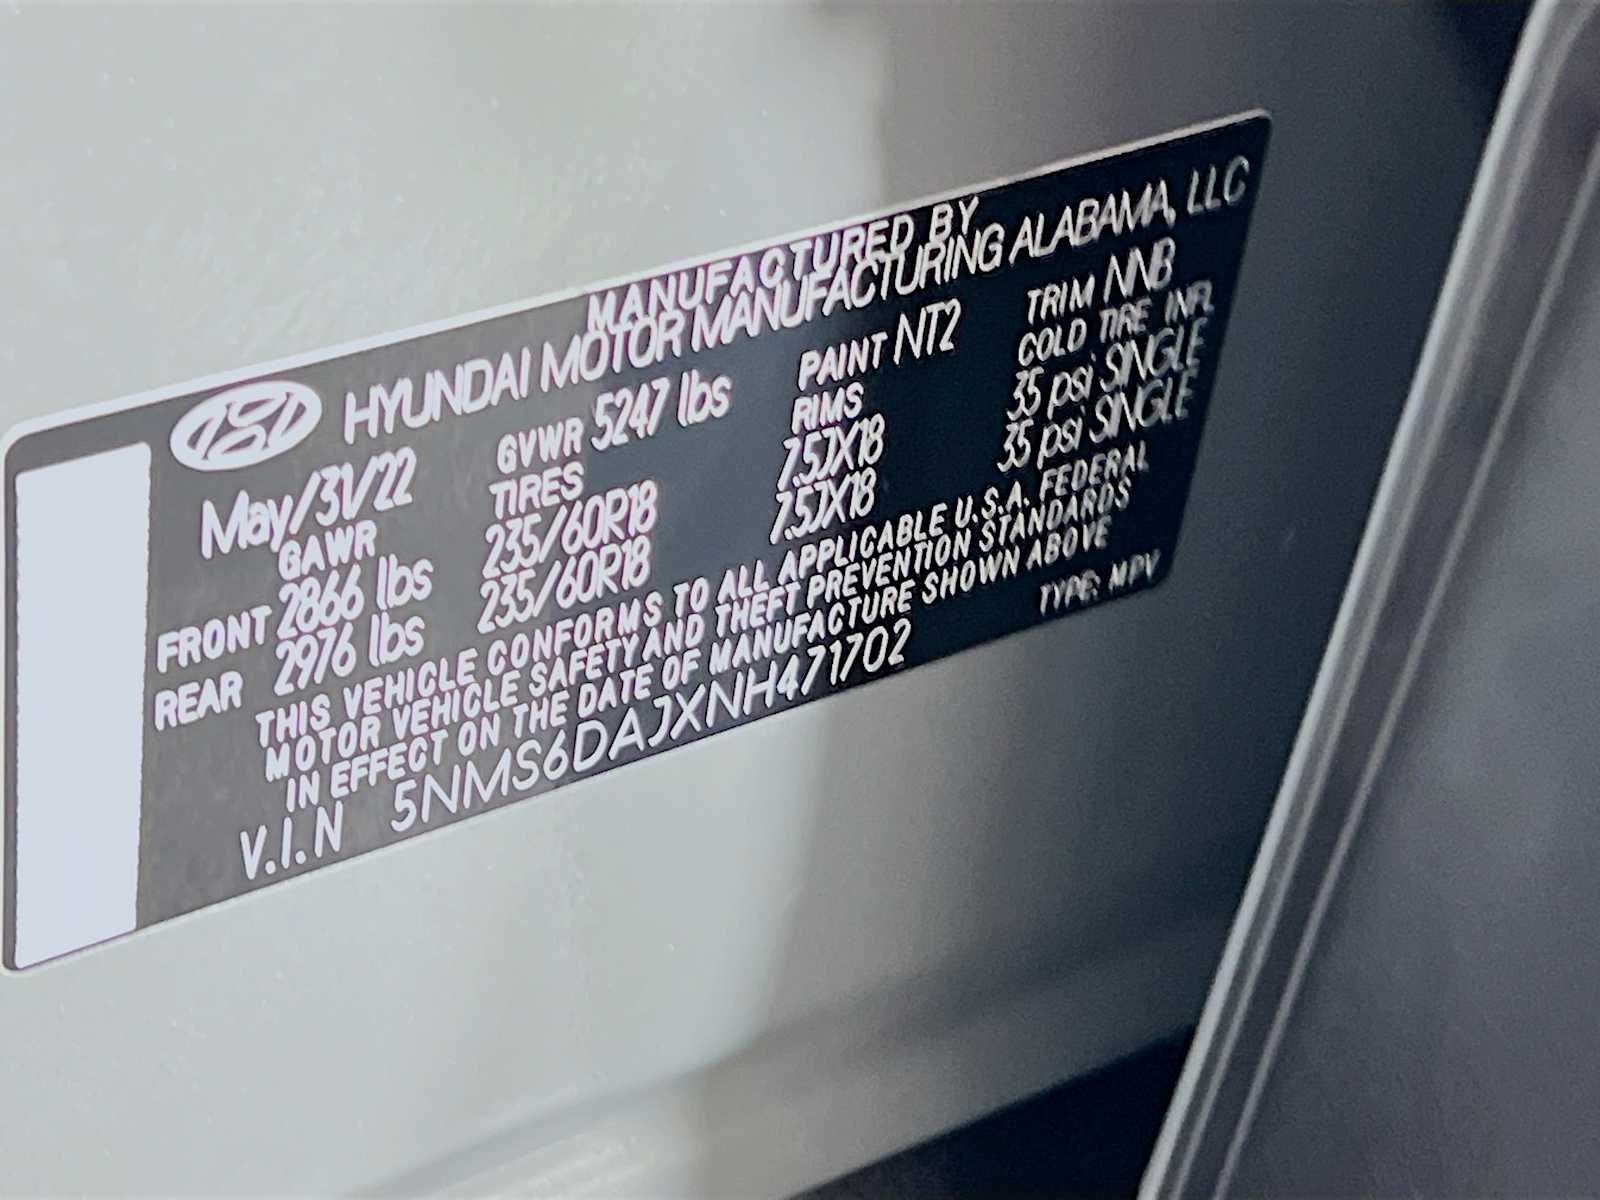 MANUFACTURED BY
HYUNDAI MOTOR MANUFACTURING ALABAMA, LLC
May/31/22 GVWR 5247 lbs PAINT NT2 TRIM NNB
GAWR TIRES RIMS COLD TIRE INFL
FRONT 2866 lbs 235/60R18 7.5JX18 35 psi SINGLE
REAR 2976 lbs 235/60R18 7.5JX18 35 psi SINGLE
THIS VEHICLE CONFORMS TO ALL APPLICABLE U.S.A. FEDERAL
MOTOR VEHICLE SAFETY AND THEFT PREVENTION STANDARDS
IN EFFECT ON THE DATE OF MANUFACTURE SHOWN ABOVE
V.I.N 5NMS6DAJXNH471702 TYPE: MPV